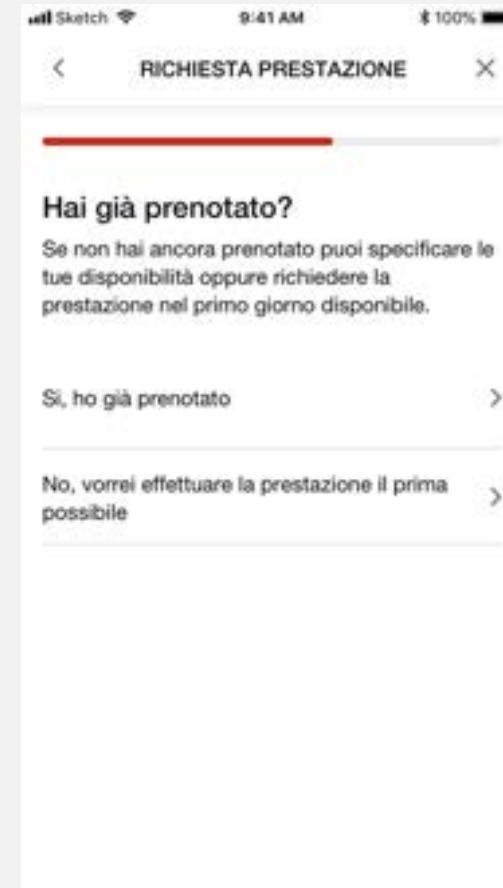 Sketch 9:41 AM 100%
RICHIESTA PRESTAZIONE
Hai già prenotato?
Se non hai ancora prenotato puoi specificare le
tue disponibilità oppure richiedere la
prestazione nel primo giorno disponibile.
Si, ho già prenotato
No, vorrei effettuare la prestazione il prima
possibile